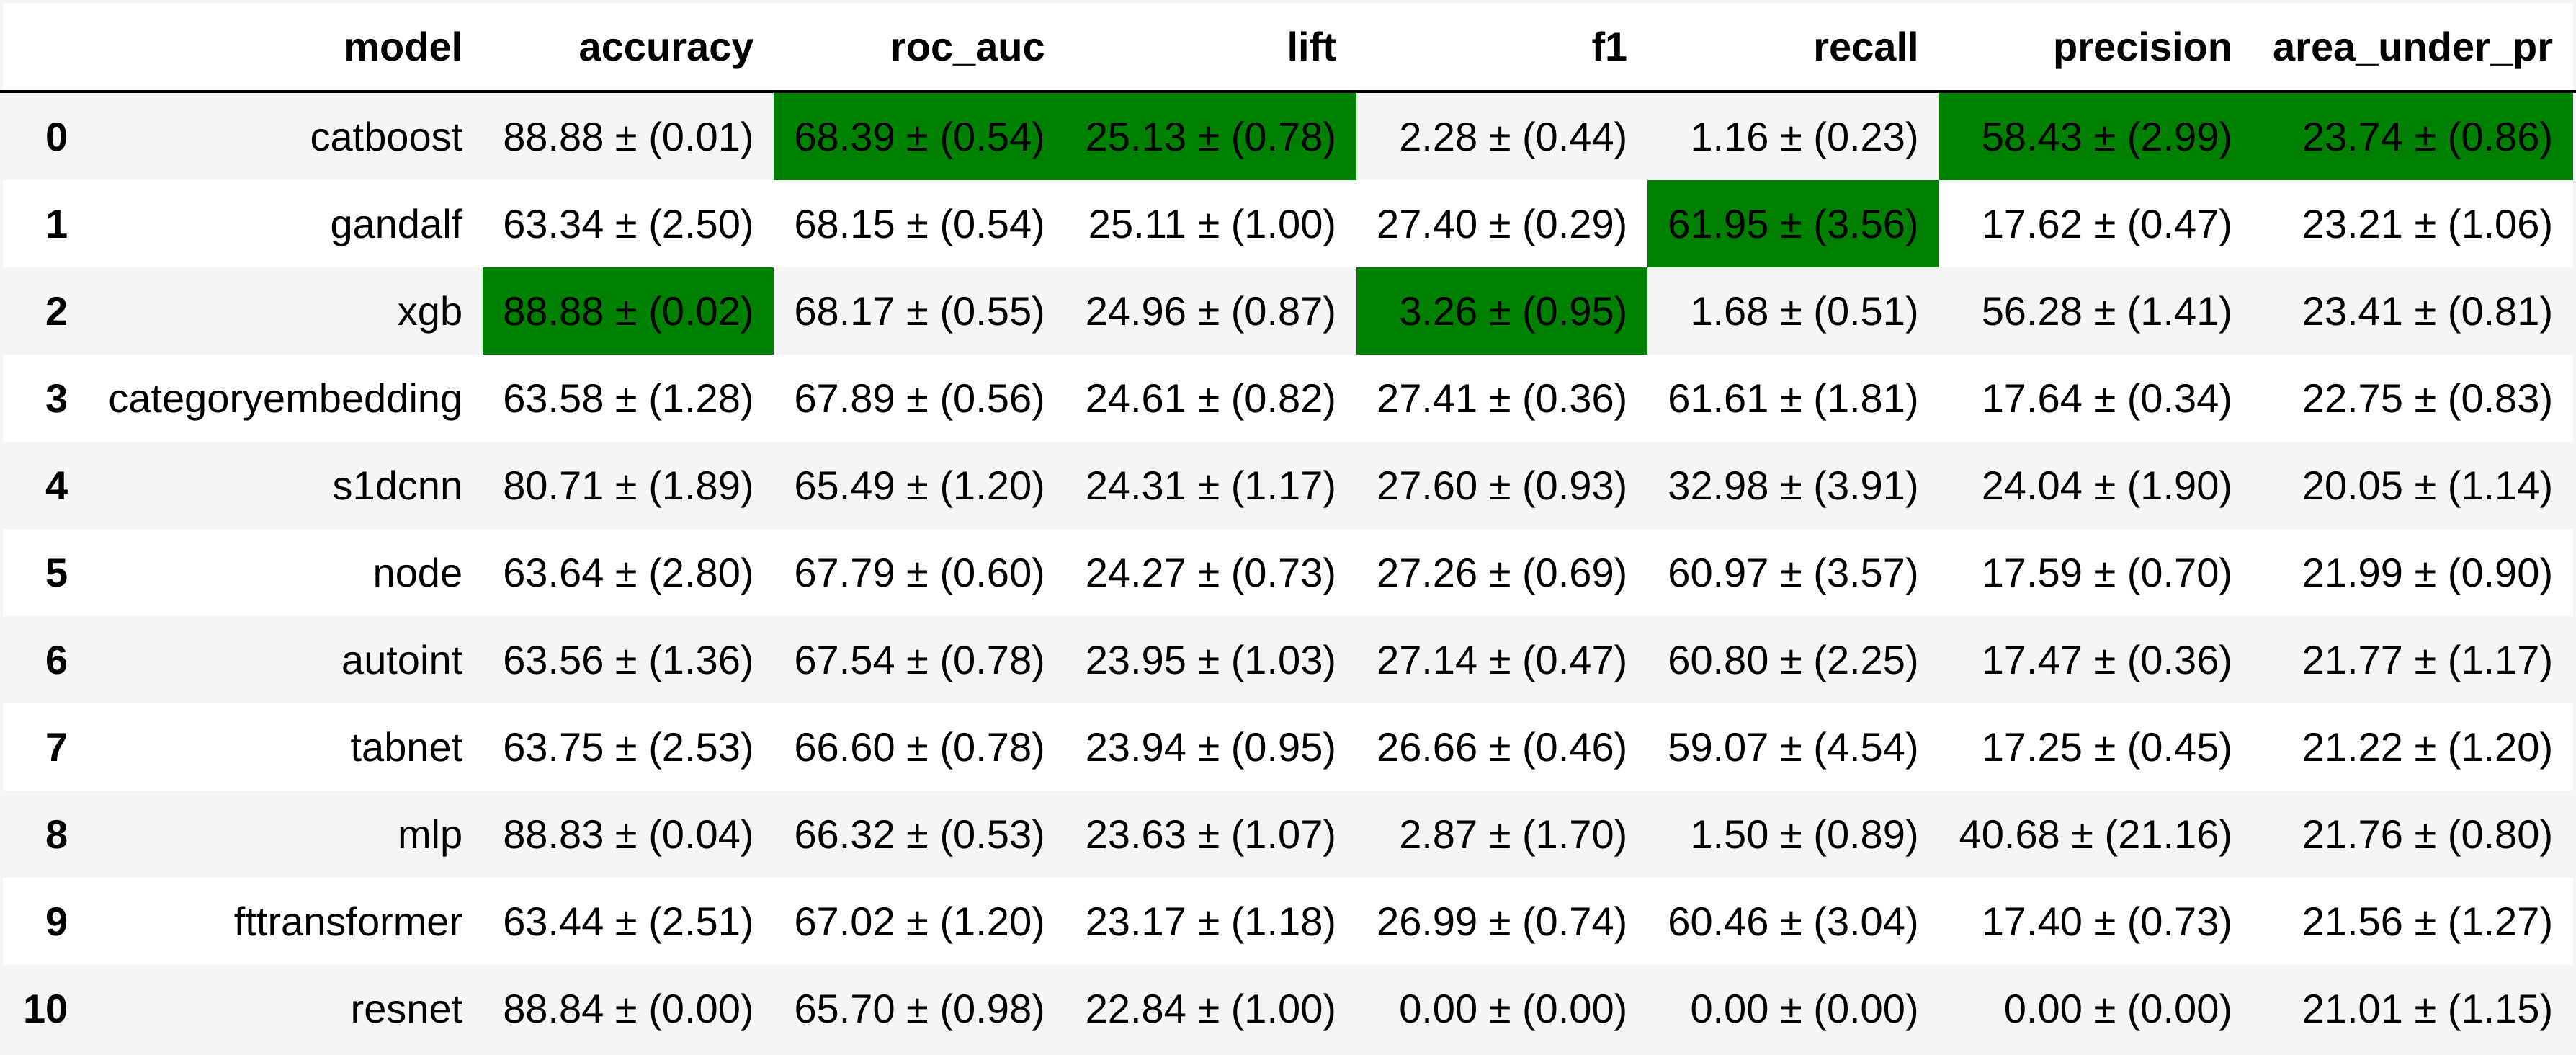 model accuracy roc_auc lift f1 recall precision area_under_pr
0 catboost 88.88 ± (0.01) 68.39 ± (0.54) 25.13 ± (0.78) 2.28 ± (0.44) 1.16 ± (0.23) 58.43 ± (2.99) 23.74 ± (0.86)
1 gandalf 63.34 ± (2.50) 68.15 ± (0.54) 25.11 ± (1.00) 27.40 ± (0.29) 61.95 ± (3.56) 17.62 ± (0.47) 23.21 ± (1.06)
2 xgb 88.88 ± (0.02) 68.17 ± (0.55) 24.96 ± (0.87) 3.26 ± (0.95) 1.68 ± (0.51) 56.28 ± (1.41) 23.41 ± (0.81)
3 categoryembedding 63.58 ± (1.28) 67.89 ± (0.56) 24.61 ± (0.82) 27.41 ± (0.36) 61.61 ± (1.81) 17.64 ± (0.34) 22.75 ± (0.83)
4 s1dcnn 80.71 ± (1.89) 65.49 ± (1.20) 24.31 ± (1.17) 27.60 ± (0.93) 32.98 ± (3.91) 24.04 ± (1.90) 20.05 ± (1.14)
5 node 63.64 ± (2.80) 67.79 ± (0.60) 24.27 ± (0.73) 27.26 ± (0.69) 60.97 ± (3.57) 17.59 ± (0.70) 21.99 ± (0.90)
6 autoint 63.56 ± (1.36) 67.54 ± (0.78) 23.95 ± (1.03) 27.14 ± (0.47) 60.80 ± (2.25) 17.47 ± (0.36) 21.77 ± (1.17)
7 tabnet 63.75 ± (2.53) 66.60 ± (0.78) 23.94 ± (0.95) 26.66 ± (0.46) 59.07 ± (4.54) 17.25 ± (0.45) 21.22 ± (1.20)
8 mlp 88.83 ± (0.04) 66.32 ± (0.53) 23.63 ± (1.07) 2.87 ± (1.70) 1.50 ± (0.89) 40.68 ± (21.16) 21.76 ± (0.80)
9 fttransformer 63.44 ± (2.51) 67.02 ± (1.20) 23.17 ± (1.18) 26.99 ± (0.74) 60.46 ± (3.04) 17.40 ± (0.73) 21.56 ± (1.27)
10 resnet 88.84 ± (0.00) 65.70 ± (0.98) 22.84 ± (1.00) 0.00 ± (0.00) 0.00 ± (0.00) 0.00 ± (0.00) 21.01 ± (1.15)